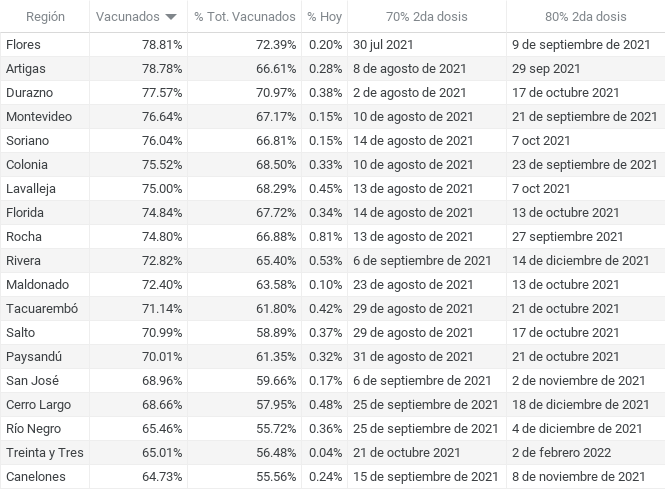 Región Vacunados % Tot. Vacunados % Hoy 70% 2da dosis 80% 2da dosis
Flores 78.81% 72.39% 0.20% 30 jul 2021 9 de septiembre de 2021
Artigas 78.78% 66.61% 0.28% 8 de agosto de 2021 29 sep 2021
Durazno 77.57% 70.97% 0.38% 2 de agosto de 2021 17 de octubre de 2021
Montevideo 76.64% 67.17% 0.15% 10 de agosto de 2021 21 de septiembre de 2021
Soriano 76.04% 66.81% 0.15% 14 de agosto de 2021 7 oct 2021
Colonia 75.52% 68.50% 0.33% 10 de agosto de 2021 23 de septiembre de 2021
Lavalleja 75.00% 68.29% 0.45% 13 de agosto de 2021 7 oct 2021
Florida 74.84% 67.72% 0.34% 14 de agosto de 2021 13 de octubre 2021
Rocha 74.80% 66.88% 0.81% 13 de agosto de 2021 27 septiembre 2021
Rivera 72.82% 65.40% 0.53% 6 de septiembre de 2021 14 de diciembre de 2021
Maldonado 72.40% 63.58% 0.10% 23 de agosto de 2021 13 de octubre 2021
Tacuarembó 71.14% 61.80% 0.42% 29 de agosto de 2021 21 de octubre de 2021
Salto 70.99% 58.89% 0.37% 29 de agosto de 2021 17 de octubre de 2021
Paysandú 70.01% 61.35% 0.32% 31 de agosto de 2021 21 de octubre de 2021
San José 68.96% 59.66% 0.17% 6 de septiembre de 2021 2 de noviembre de 2021
Cerro Largo 68.66% 57.95% 0.48% 25 de septiembre de 2021 18 de diciembre de 2021
Río Negro 65.46% 55.72% 0.36% 25 de septiembre de 2021 4 de diciembre de 2021
Treinta y Tres 65.01% 56.48% 0.04% 21 de octubre 2021 2 de febrero 2022
Canelones 64.73% 55.56% 0.24% 15 de septiembre de 2021 8 de noviembre de 2021